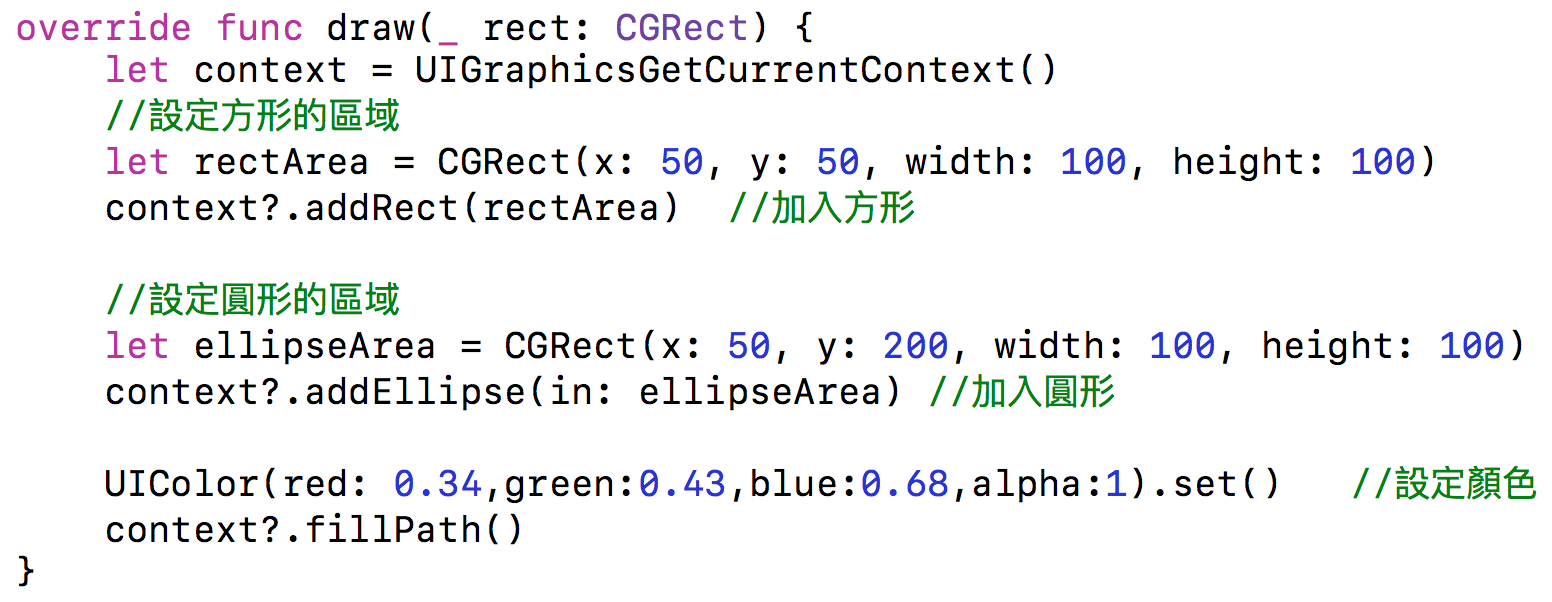 override func draw(_ rect: CGRect) {
    let context = UIGraphicsGetCurrentContext()
    //設定方形的區域
    let rectArea = CGRect(x: 50, y: 50, width: 100, height: 100)
    context?.addRect(rectArea)  //加入方形

    //設定圓形的區域
    let ellipseArea = CGRect(x: 50, y: 200, width: 100, height: 100)
    context?.addEllipse(in: ellipseArea) //加入圓形

    UIColor(red: 0.34,green:0.43,blue:0.68,alpha:1).set()   //設定顏色
    context?.fillPath()
}